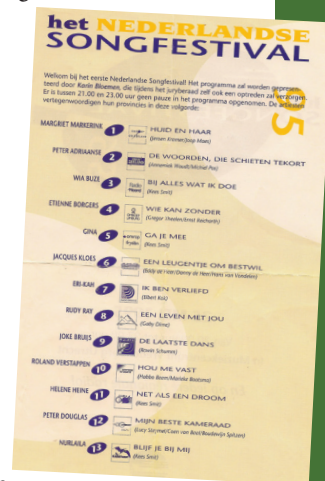 het NEDERLANDSE
SONGFESTIVAL
95
Welkom bij het eerste Nederlandse Songfestival! Het programma zal worden gepresen-
teerd door Karin Bloemen, die tijdens het juryberaad zelf ook een optreden zal verzorgen.
Er is tussen 21.00 en 23.00 uur geen pauze in het programma opgenomen. De artiesten
vertegenwoordigen hun provincies in deze volgorde:
MARGRIET MARKERINK 1 HUID EN HAAR
PETER ADRIAANSE 2 DE WOORDEN, DIE SCHIETEN TEKORT
WIA BUZE 3 BIJ ALLES WAT IK DOE
(Kees Smit)
ETIENNE BORGERS 4 WIE KAN ZONDER
GINA 5 GA JE MEE
(Kees Smit)
JACQUES KLOES 6 EEN LEUGENTJE OM BESTWIL
EBI-KAH 7 IK BEN VERLIEFD
(Elbert Kok)
RUDY RAY 8 EEN LEVEN MET JOU
JOKE BRUIJS 9 DE LAATSTE DANS
ROLAND VERSTAPPEN 10 HOU ME VAST
HELENE HEINE 11 NET ALS EEN DROOM
(Kees Smit)
PETER DOUGLAS 12 MIJN BESTE KAMERAAD
NURLAILA 13 BLIJF JE BIJ MIJ
(Kees Smit)